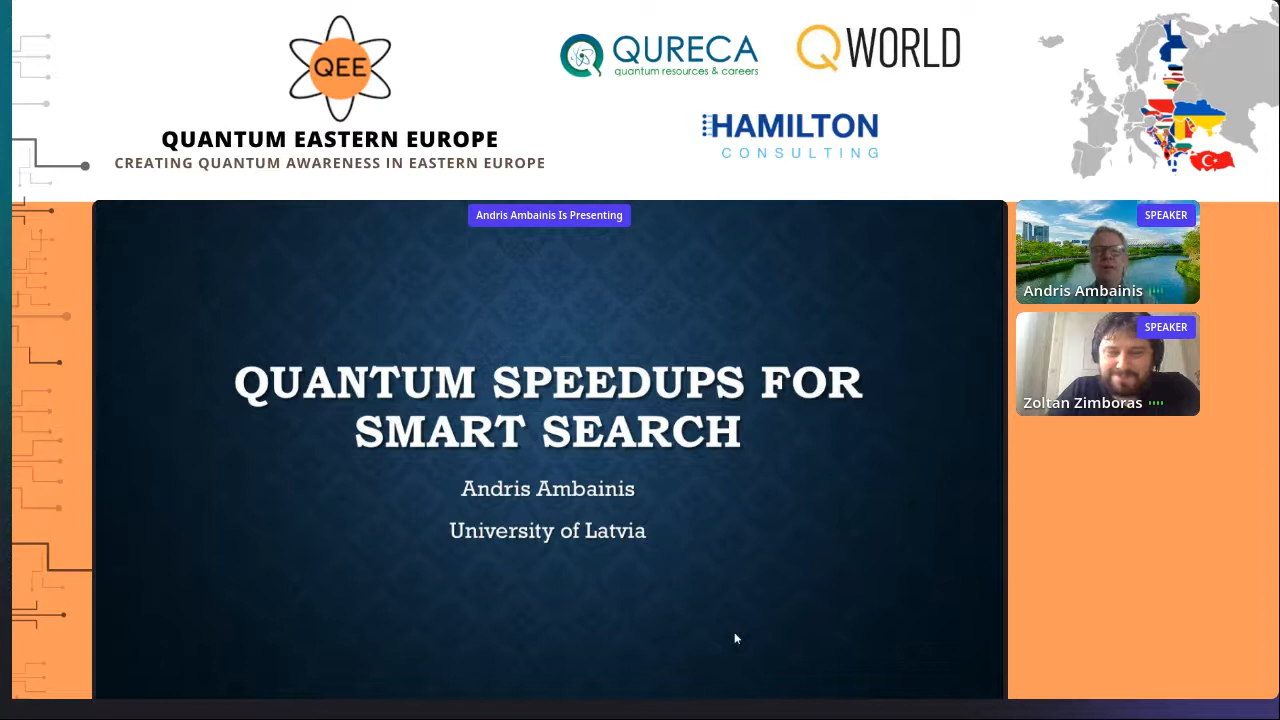 QEE
QUANTUM EASTERN EUROPE
CREATING QUANTUM AWARENESS IN EASTERN EUROPE
QURECA
quantum resources & careers
QWORLD
HAMILTON
CONSULTING
Andris Ambainis Is Presenting
QUANTUM SPEEDUPS FOR
SMART SEARCH
Andris Ambainis
University of Latvia
SPEAKER
Andris Ambainis
SPEAKER
Zoltan Zimboras